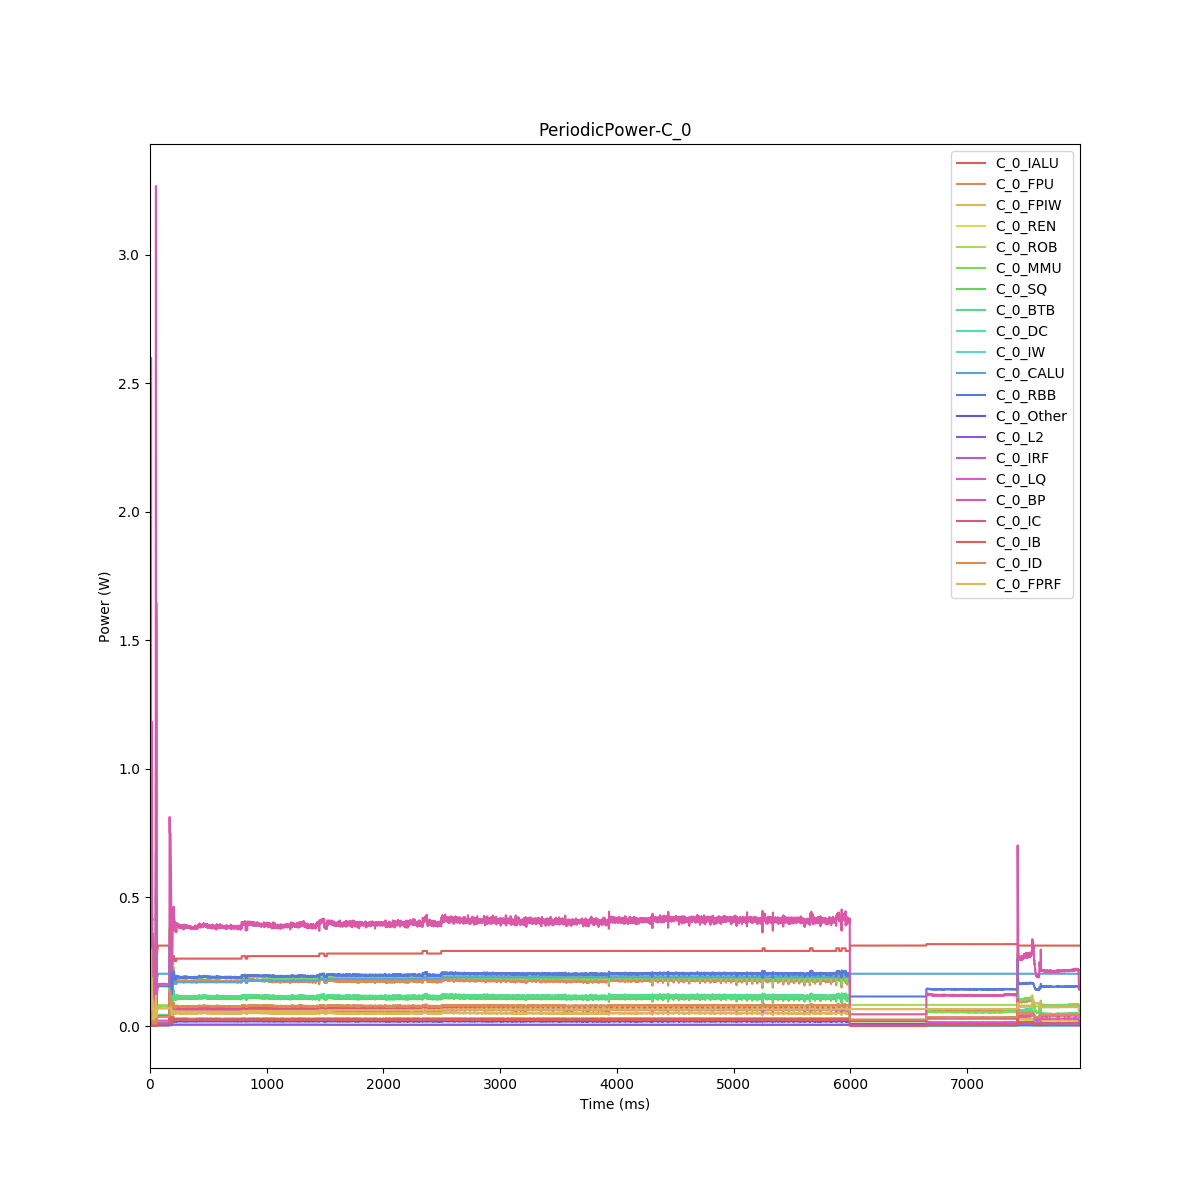 PeriodicPower-C_0
C_0_IALU
C_0_FPU
C_0_FPIW
C_0_REN
C_0_ROB
C_0_MMU
C_0_SQ
C_0_BTB
C_0_DC
C_0_IW
C_0_CALU
C_0_RBB
C_0_Other
C_0_L2
C_0_IRF
C_0_LQ
C_0_BP
C_0_IC
C_0_IB
C_0_ID
C_0_FPRF
3.0
2.5
2.0
1.5
1.0
0.5
0.0
Power (W)
0 1000 2000 3000 4000 5000 6000 7000
Time (ms)